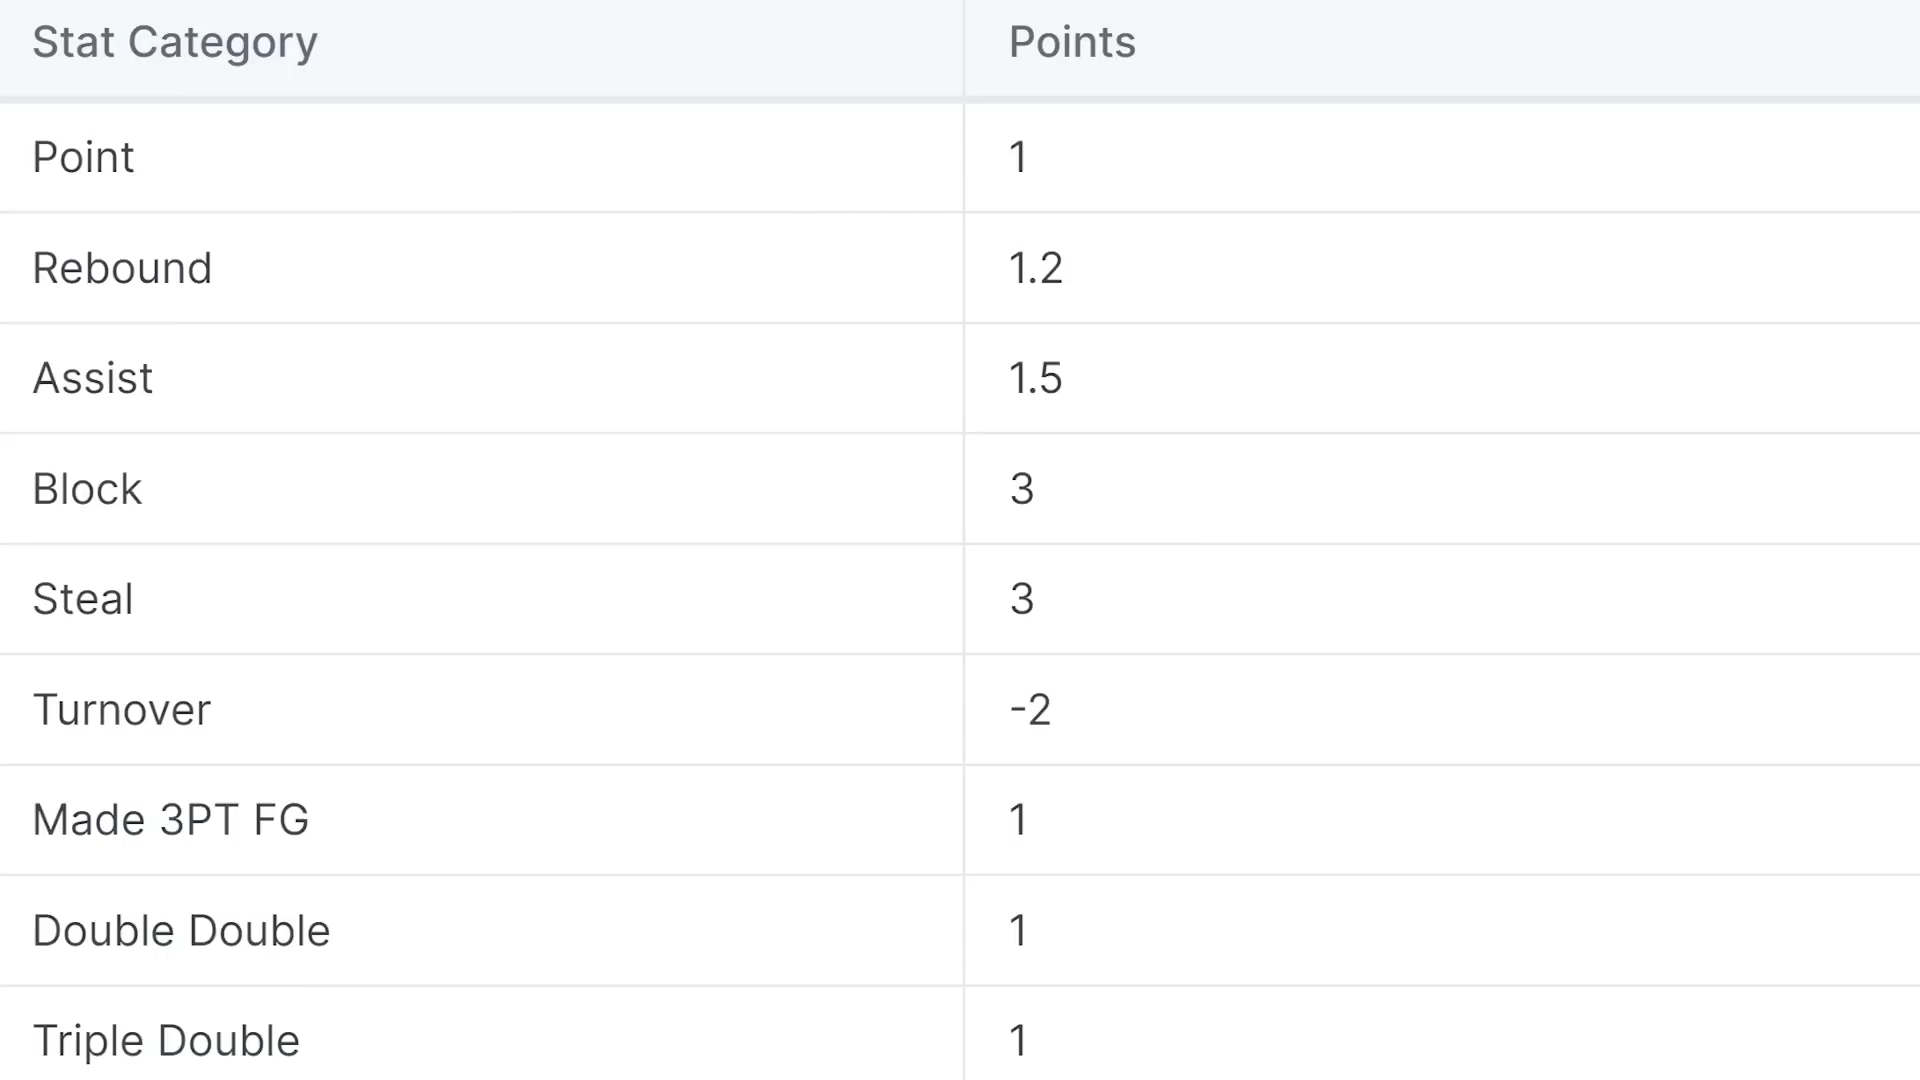 Stat Category Points
Point 1
Rebound 1.2
Assist 1.5
Block 3
Steal 3
Turnover -2
Made 3PT FG 1
Double Double 1
Triple Double 1